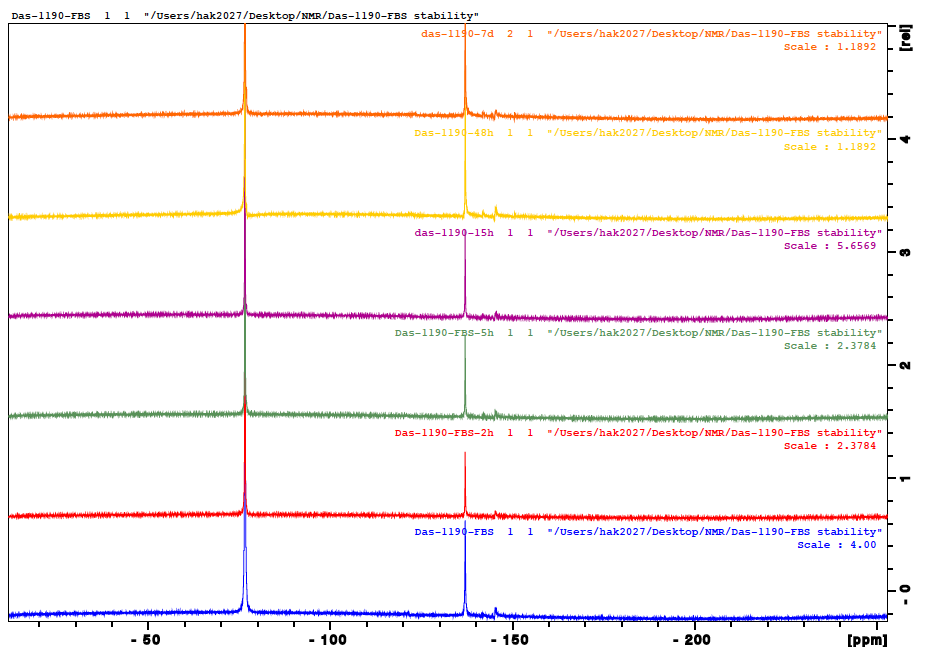 Das-1190-FBS 1 1 "/Users/hak2027/Desktop/NMR/Das-1190-FBS stability"
das-1190-7d 2 1 "/Users/hak2027/Desktop/NMR/Das-1190-FBS stability"
Scale : 1.1892
[rel]
Das-1190-48h 1 1 "/Users/hak2027/Desktop/NMR/Das-1190-FBS stability"
4
Scale : 1.1892
das-1190-15h 1 1 "/Users/hak2027/Desktop/NMR/Das-1190-FBS stability"
Scale : 5.6569
3
Das-1190-FBS-5h 1 1 "/Users/hak2027/Desktop/NMR/Das-1190-FBS stability"
Scale : 2.3784
2
Das-1190-FBS-2h 1 1 "/Users/hak2027/Desktop/NMR/Das-1190-FBS stability"
Scale : 2.3784
1
Das-1190-FBS 1 1 "/Users/hak2027/Desktop/NMR/Das-1190-FBS stability"
Scale : 4.00
- 0
- 50 - 100 - 150 - 200 [ppm]